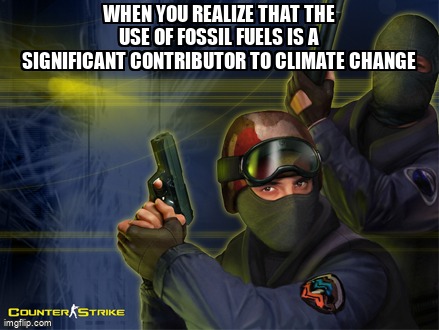 WHEN YOU REALIZE THAT THE
USE OF FOSSIL FUELS IS A
SIGNIFICANT CONTRIBUTOR TO CLIMATE CHANGE
COUNTER STRIKE
imgflip.com